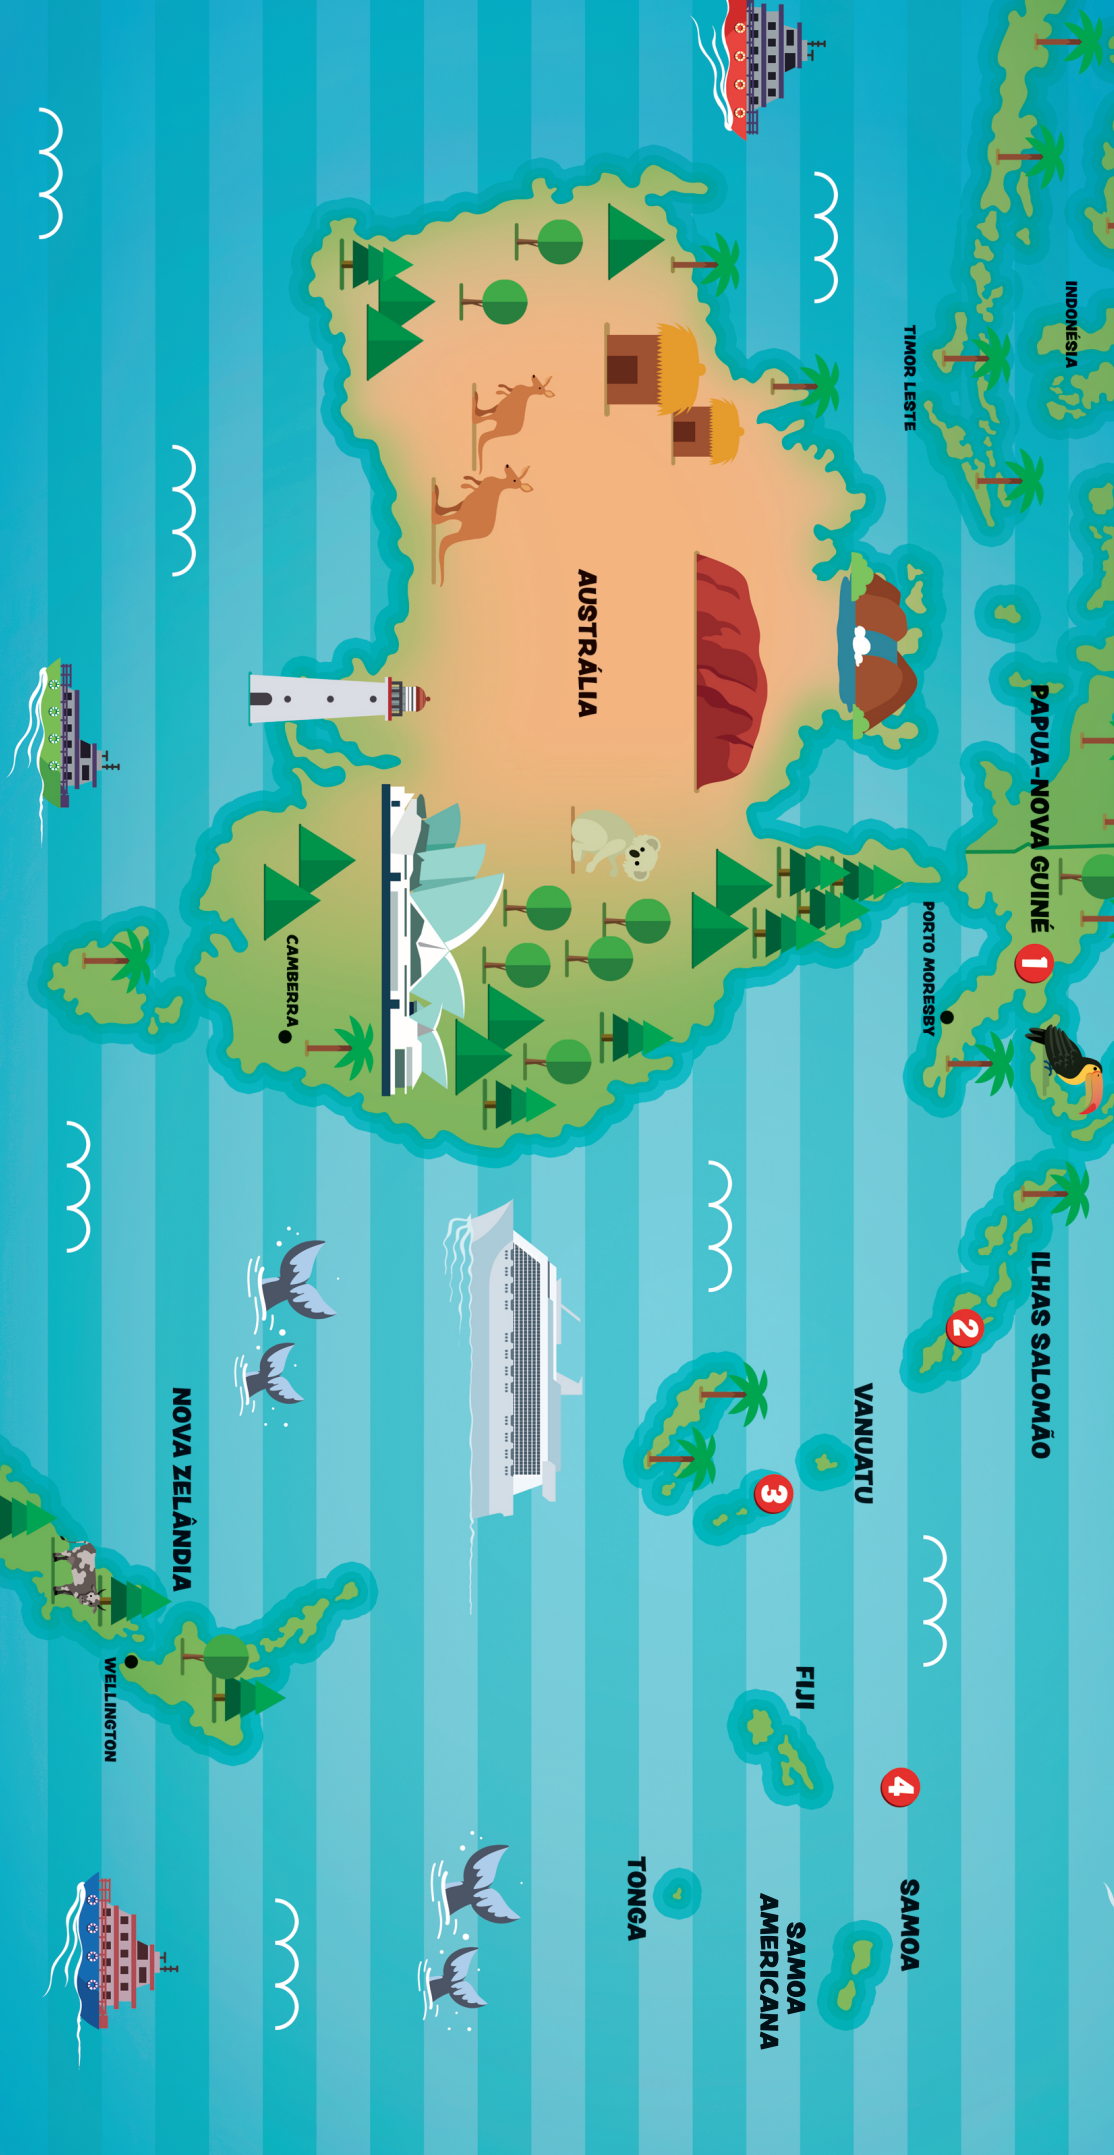 INDONÉSIA
TIMOR LESTE
PAPUA-NOVA GUINÉ
1
PORTO MORESBY
ILHAS SALOMÃO
2
VANUATU
3
FIJI
4
SAMOA
SAMOA
AMERICANA
TONGA
AUSTRÁLIA
CAMBERRA
NOVA ZELÂNDIA
WELLINGTON